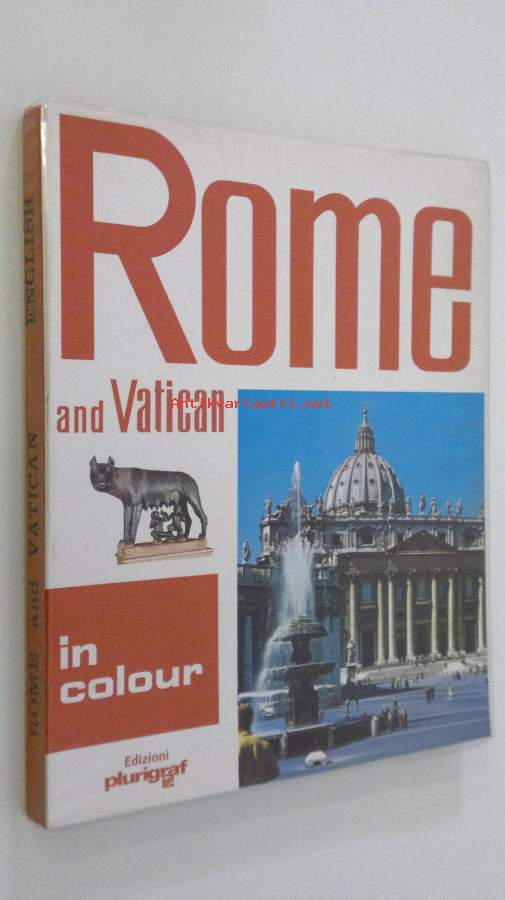 Rome
and Vatican
Antikvariaatti.net
in
colour
Edizioni
plurigraf
ROME and VATICAN ENGLISH